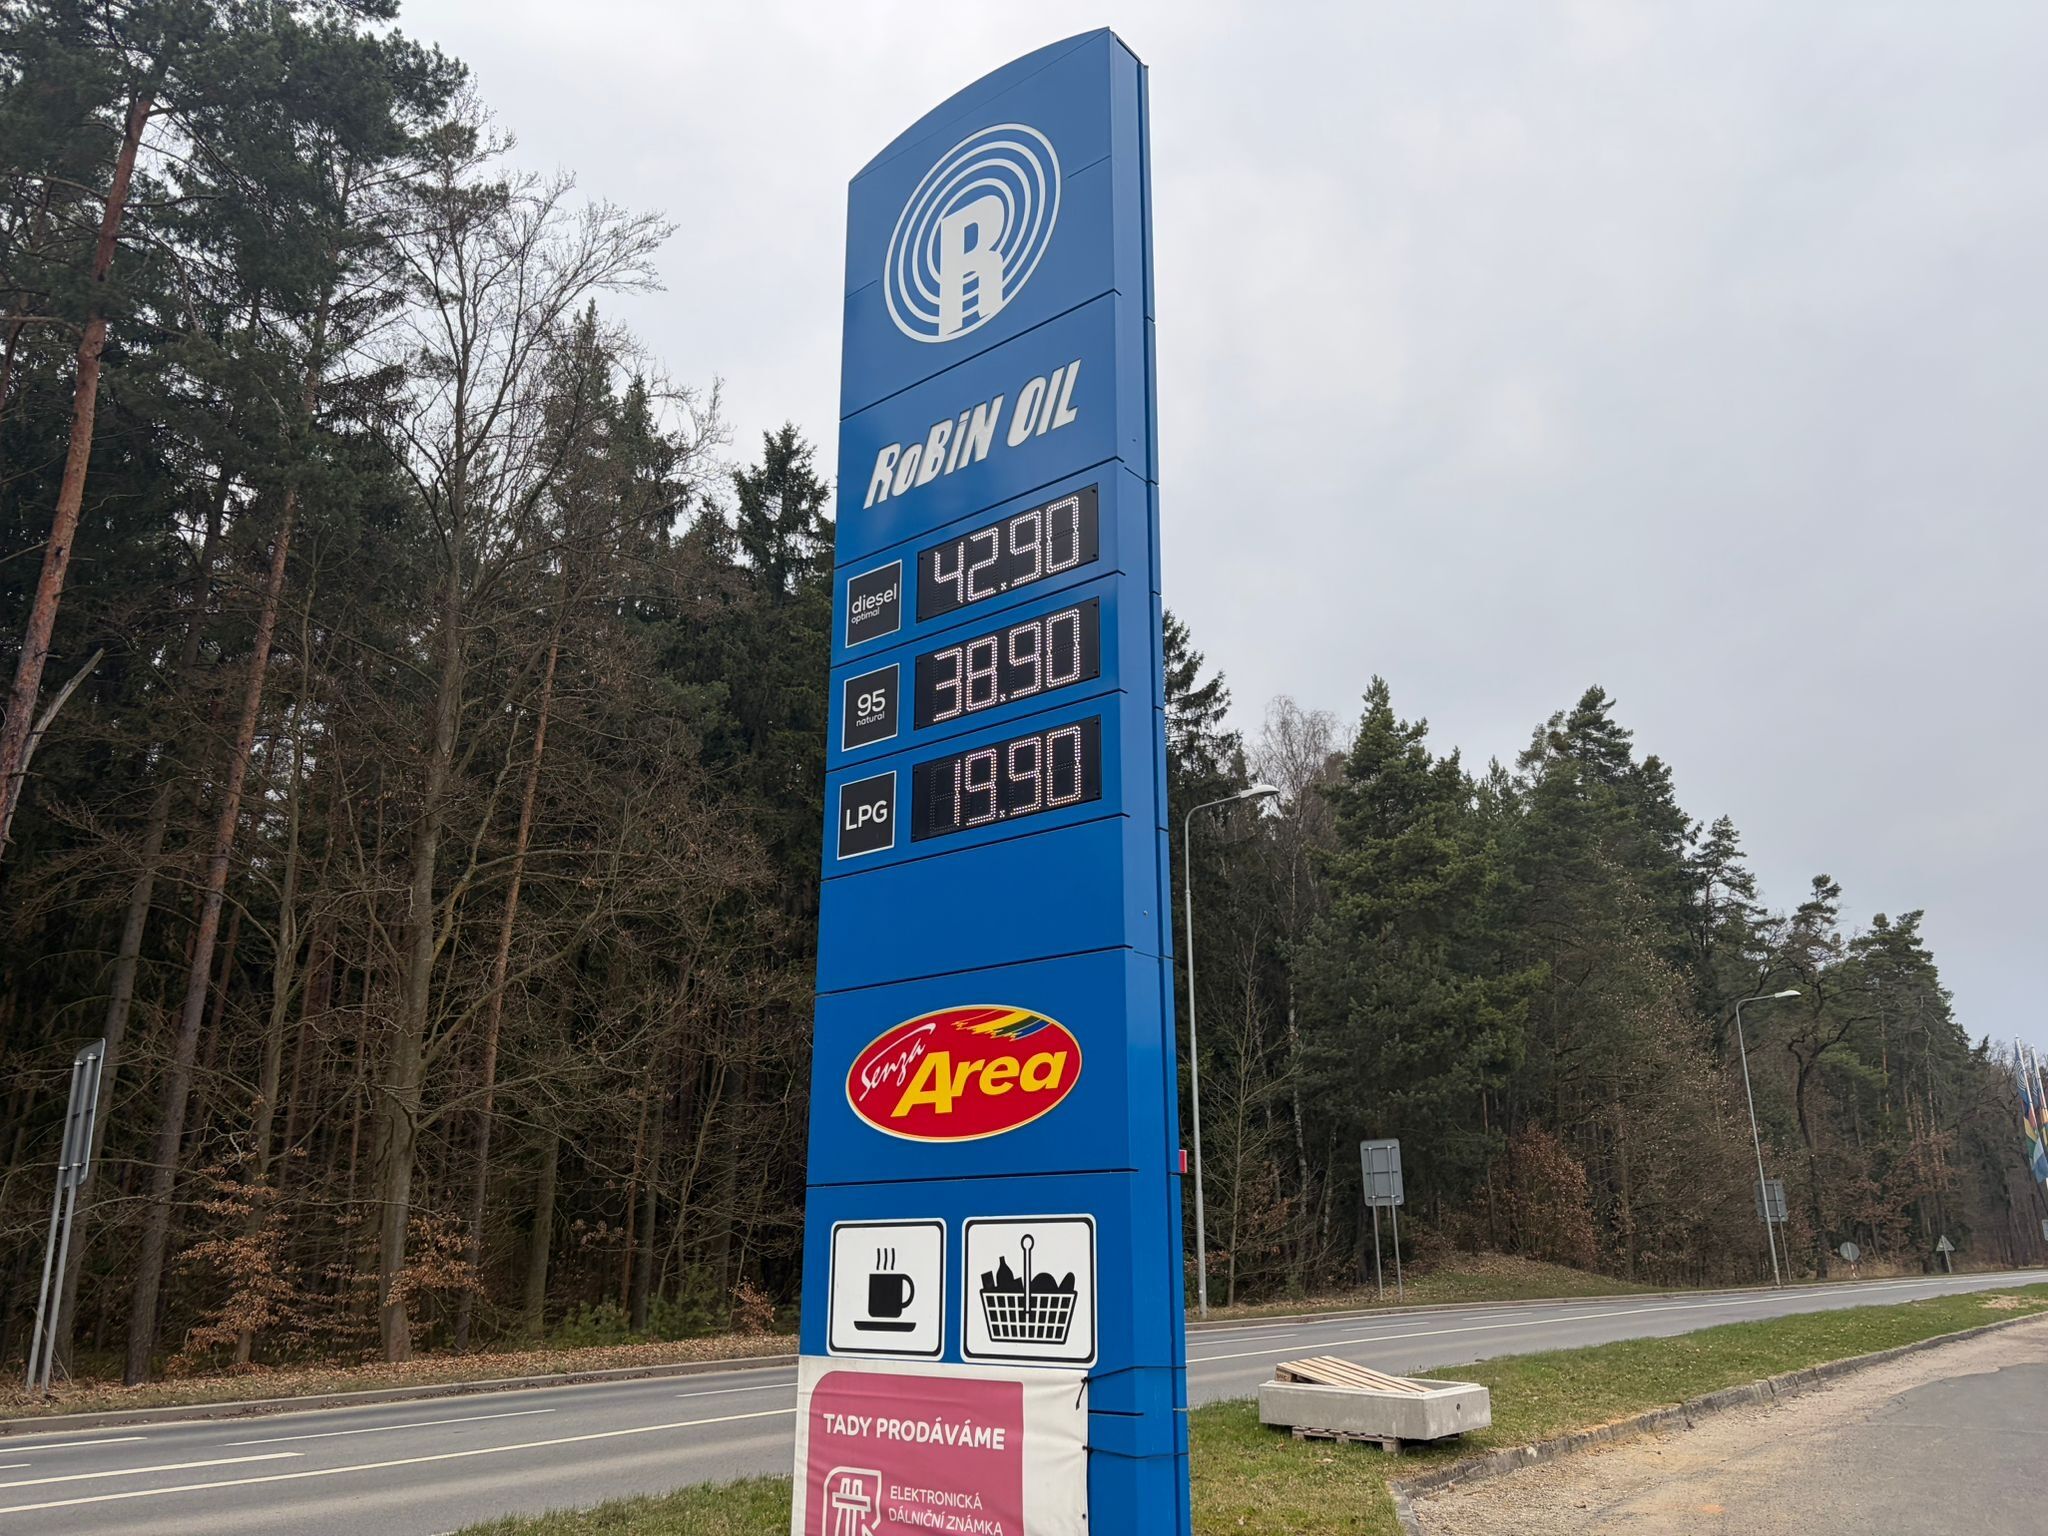 R
RoBiN OIL
diesel
optimal
42.90
95
natural
38.90
LPG
19.90
Senza
Area
TADY PRODÁVÁME
ELEKTRONICKÁ
DÁLNIČNÍ ZNÁMKA